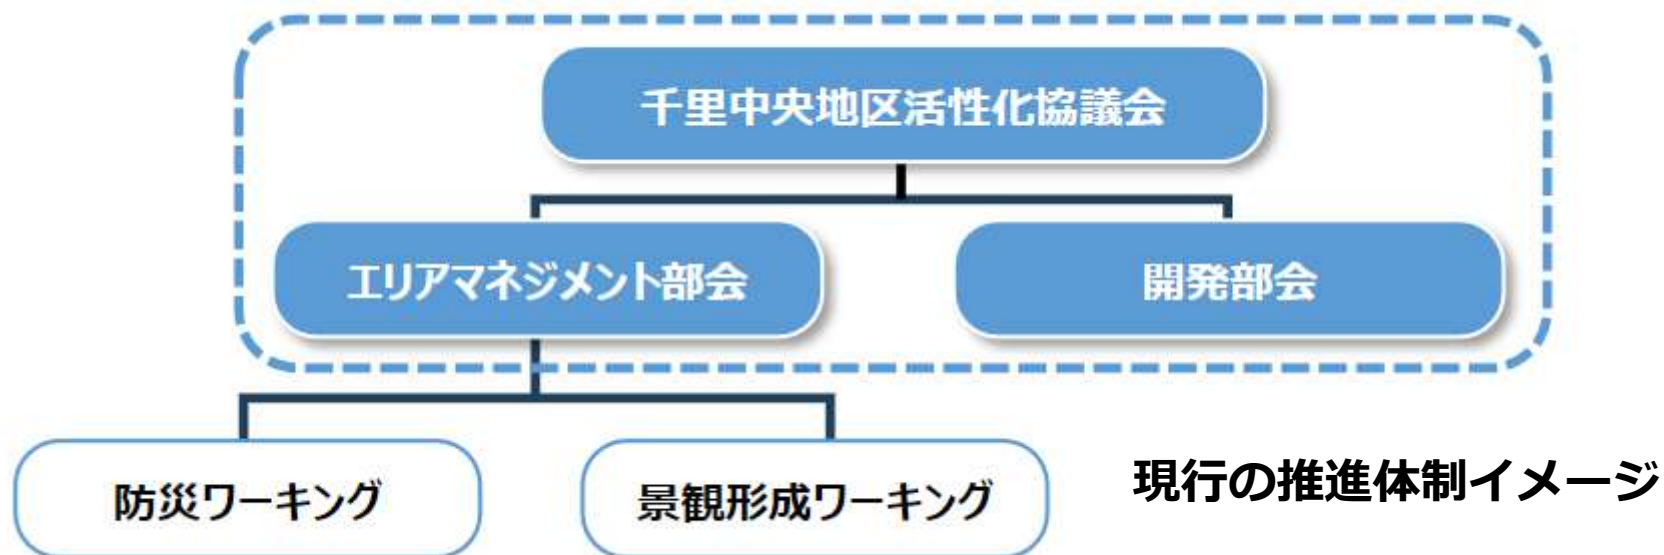 千里中央地区活性化協議会
エリアマネジメント部会
開発部会
防災ワーキング
景観形成ワーキング
現行の推進体制イメージ